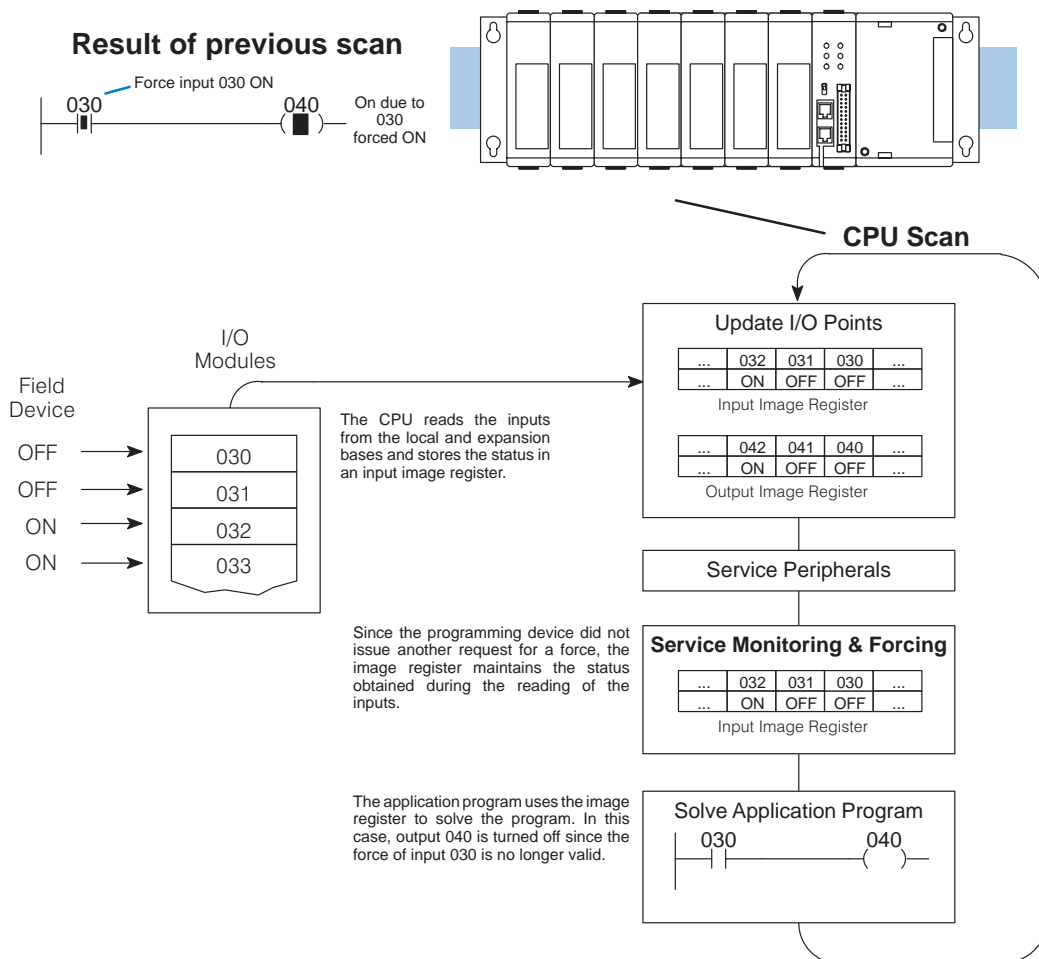 Result of previous scan
Force input 030 ON
030
040
On due to
030
forced ON
CPU Scan
Update I/O Points
... 032 031 030 ...
... ON OFF OFF ...
Input Image Register
... 042 041 040 ...
... ON OFF OFF ...
Output Image Register
I/O
Modules
Field
Device
OFF
OFF
ON
ON
030
031
032
033
The CPU reads the inputs
from the local and expansion
bases and stores the status in
an input image register.
Service Peripherals
Since the programming device did not
issue another request for a force, the
image register maintains the status
obtained during the reading of the
inputs.
Service Monitoring & Forcing
... 032 031 030 ...
... ON OFF OFF ...
Input Image Register
The application program uses the image
register to solve the program. In this
case, output 040 is turned off since the
force of input 030 is no longer valid.
Solve Application Program
030
040